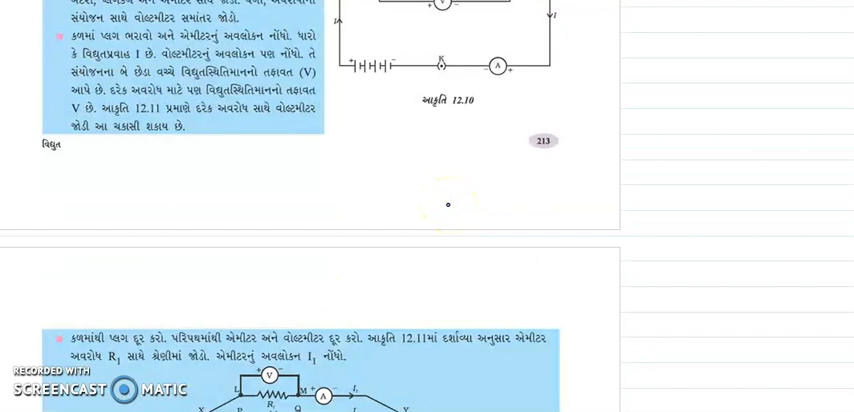 સંયોજન સાથે વોલ્ટમીટર સમાંતર જોડો.
કળમાં પ્લગ ભરાવો અને એમીટરનું અવલોકન નોંધો. ધારો
કે વિદ્યુતપ્રવાહ I છે. વોલ્ટમીટરનું અવલોકન પણ નોંધો. તે
સંયોજનના બે છેડા વચ્ચે વિદ્યુતસ્થિતિમાનનો તફાવત (V)
આપે છે. દરેક અવરોધ માટે પણ વિદ્યુતસ્થિતિમાનનો તફાવત
V છે. આકૃતિ 12.11 પ્રમાણે દરેક અવરોધ સાથે વોલ્ટમીટર
જોડી આ ચકાસી શકાય છે.
વિદ્યુત
+ V −
I I
+ − K − A +
આકૃતિ 12.10
213
કળમાંથી પ્લગ દૂર કરો. પરિપથમાંથી એમીટર અને વોલ્ટમીટર દૂર કરો. આકૃતિ 12.11માં દર્શાવ્યા અનુસાર એમીટર
અવરોધ R1 સાથે શ્રેણીમાં જોડો. એમીટરનું અવલોકન I1 નોંધો.
+ V −
L M + A − I1
R1
X P Q I Y
RECORDED WITH
SCREENCAST MATIC